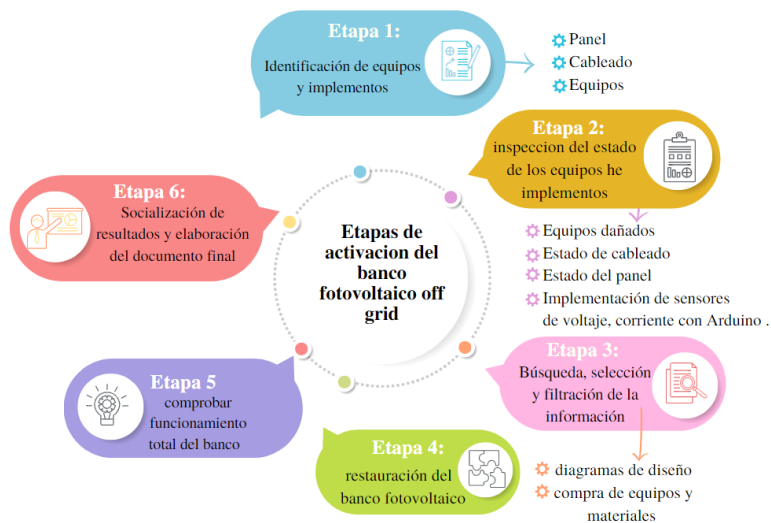 Etapas de
activacion del
banco
fotovoltaico off
grid
Etapa 1:
Identificación de equipos
y implementos
Panel
Cableado
Equipos
Etapa 2:
inspeccion del estado
de los equipos he
implementos
Equipos dañados
Estado de cableado
Estado del panel
Implementación de sensores
de voltaje, corriente con Arduino .
Etapa 3:
Búsqueda, selección
y filtración de la
información
diagramas de diseño
compra de equipos y
materiales
Etapa 4:
restauración del
banco fotovoltaico
Etapa 5
comprobar
funcionamiento
total del banco
Etapa 6:
Socialización de
resultados y elaboración
del documento final